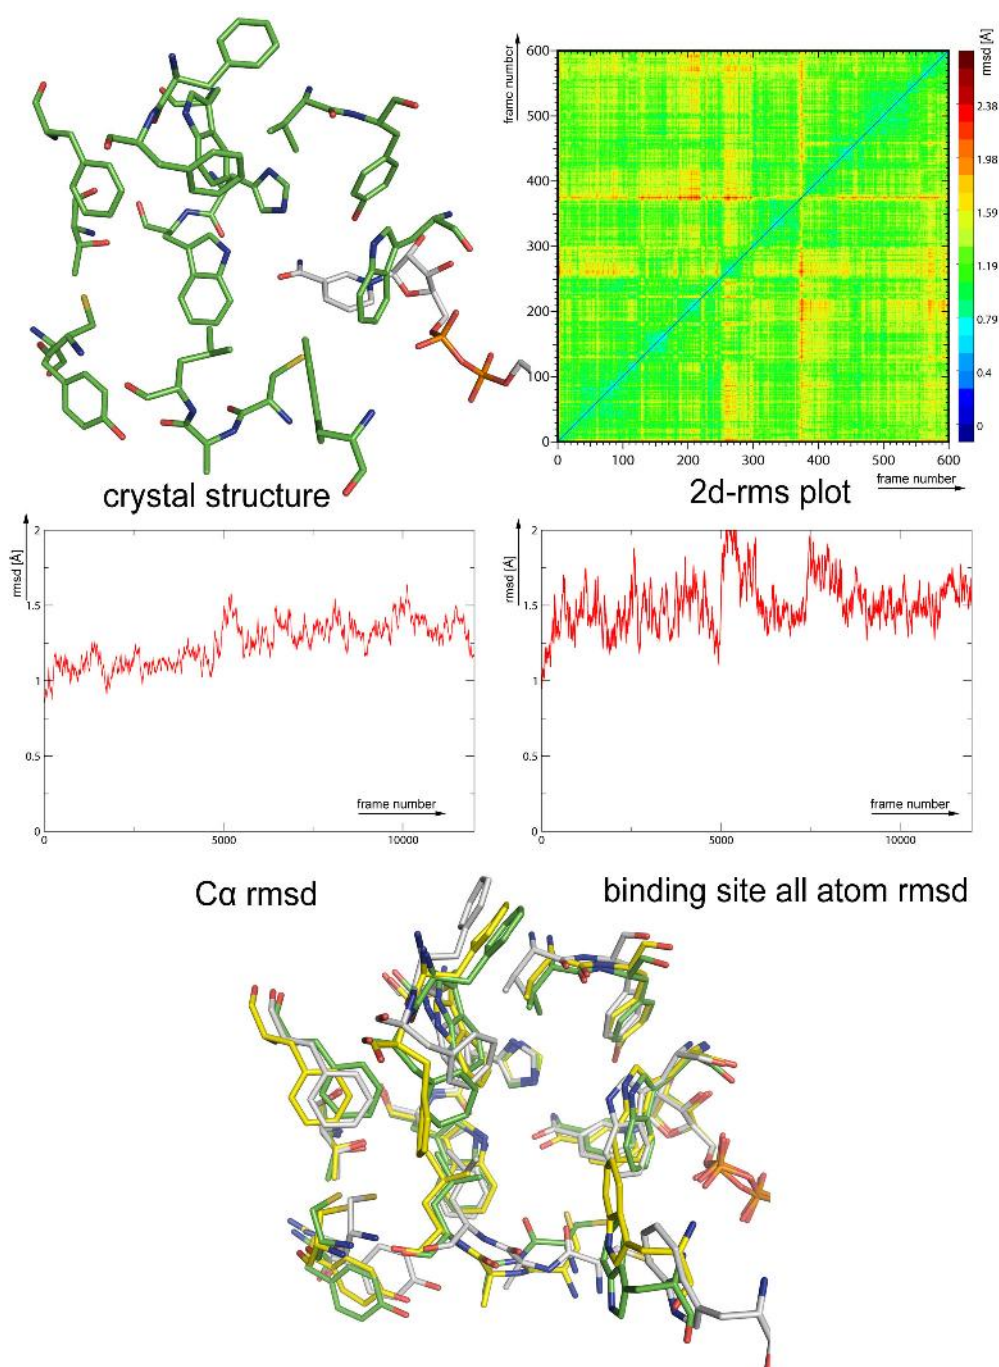 rmsd [Å]
frame number
600
500
400
300
200
100
0
2.38
1.98
1.59
1.19
0.79
0.4
0
0 100 200 300 400 500 600
crystal structure
2d-rms plot
frame number
rmsd [Å]
2
1.5
1
0.5
0
frame number
0 5000 10000
rmsd [Å]
2
1.5
1
0.5
0
frame number
0 5000 10000
Cα rmsd
binding site all atom rmsd